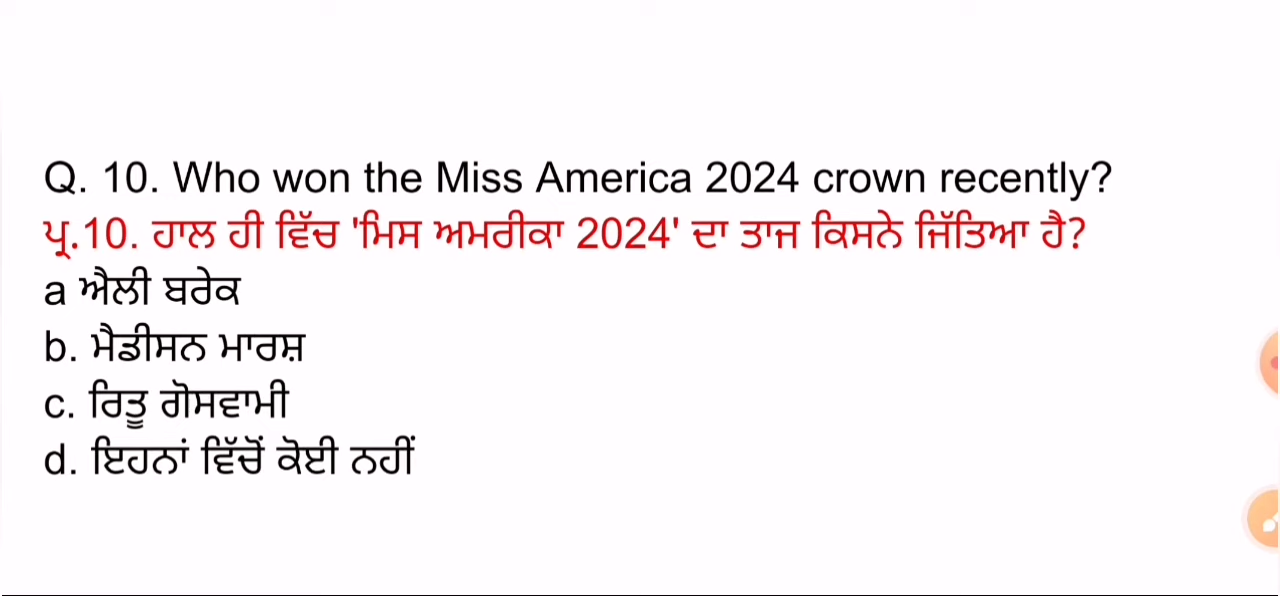 Q. 10. Who won the Miss America 2024 crown recently?
ਪ੍ਰ.10. ਹਾਲ ਹੀ ਵਿੱਚ 'ਮਿਸ ਅਮਰੀਕਾ 2024' ਦਾ ਤਾਜ ਕਿਸਨੇ ਜਿੱਤਿਆ ਹੈ?
a ਐਲੀ ਬਰੇਕ
b. ਮੈਡੀਸਨ ਮਾਰਸ਼
c. ਰਿਤੂ ਗੋਸਵਾਮੀ
d. ਇਹਨਾਂ ਵਿੱਚੋਂ ਕੋਈ ਨਹੀਂ